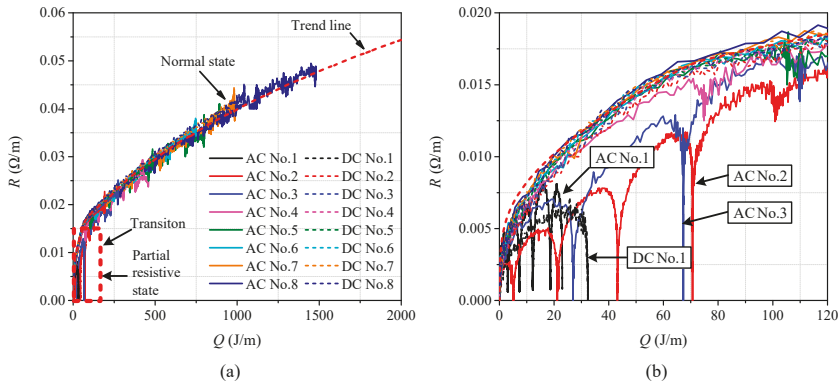 0.06
0.05
0.04
0.03
0.02
0.01
0.00
R (Ω/m)
Trend line
Normal state
Transiton
Partial
resistive
state
AC No.1 DC No.1
AC No.2 DC No.2
AC No.3 DC No.3
AC No.4 DC No.4
AC No.5 DC No.5
AC No.6 DC No.6
AC No.7 DC No.7
AC No.8 DC No.8
0 250 500 750 1000 1250 1500 1750 2000
Q (J/m)
(a)
0.020
0.015
0.010
0.005
0.000
R (Ω/m)
AC No.1
AC No.2
AC No.3
DC No.1
0 20 40 60 80 100 120
Q (J/m)
(b)